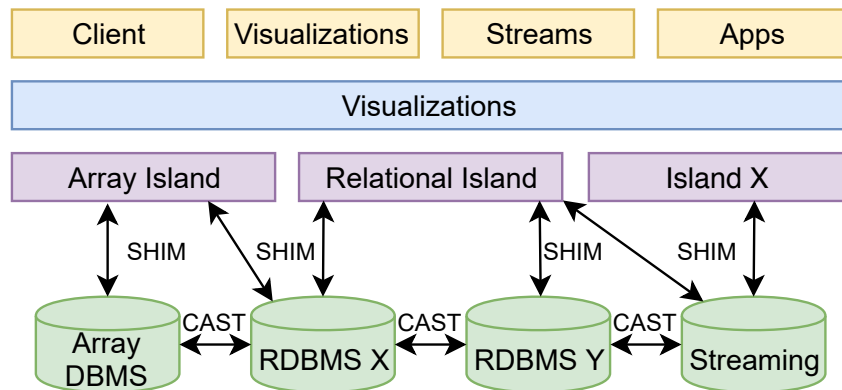 Client
Visualizations
Streams
Apps
Visualizations
Array Island
Relational Island
Island X
SHIM
SHIM
SHIM
SHIM
CAST
CAST
CAST
Array
DBMS
RDBMS X
RDBMS Y
Streaming